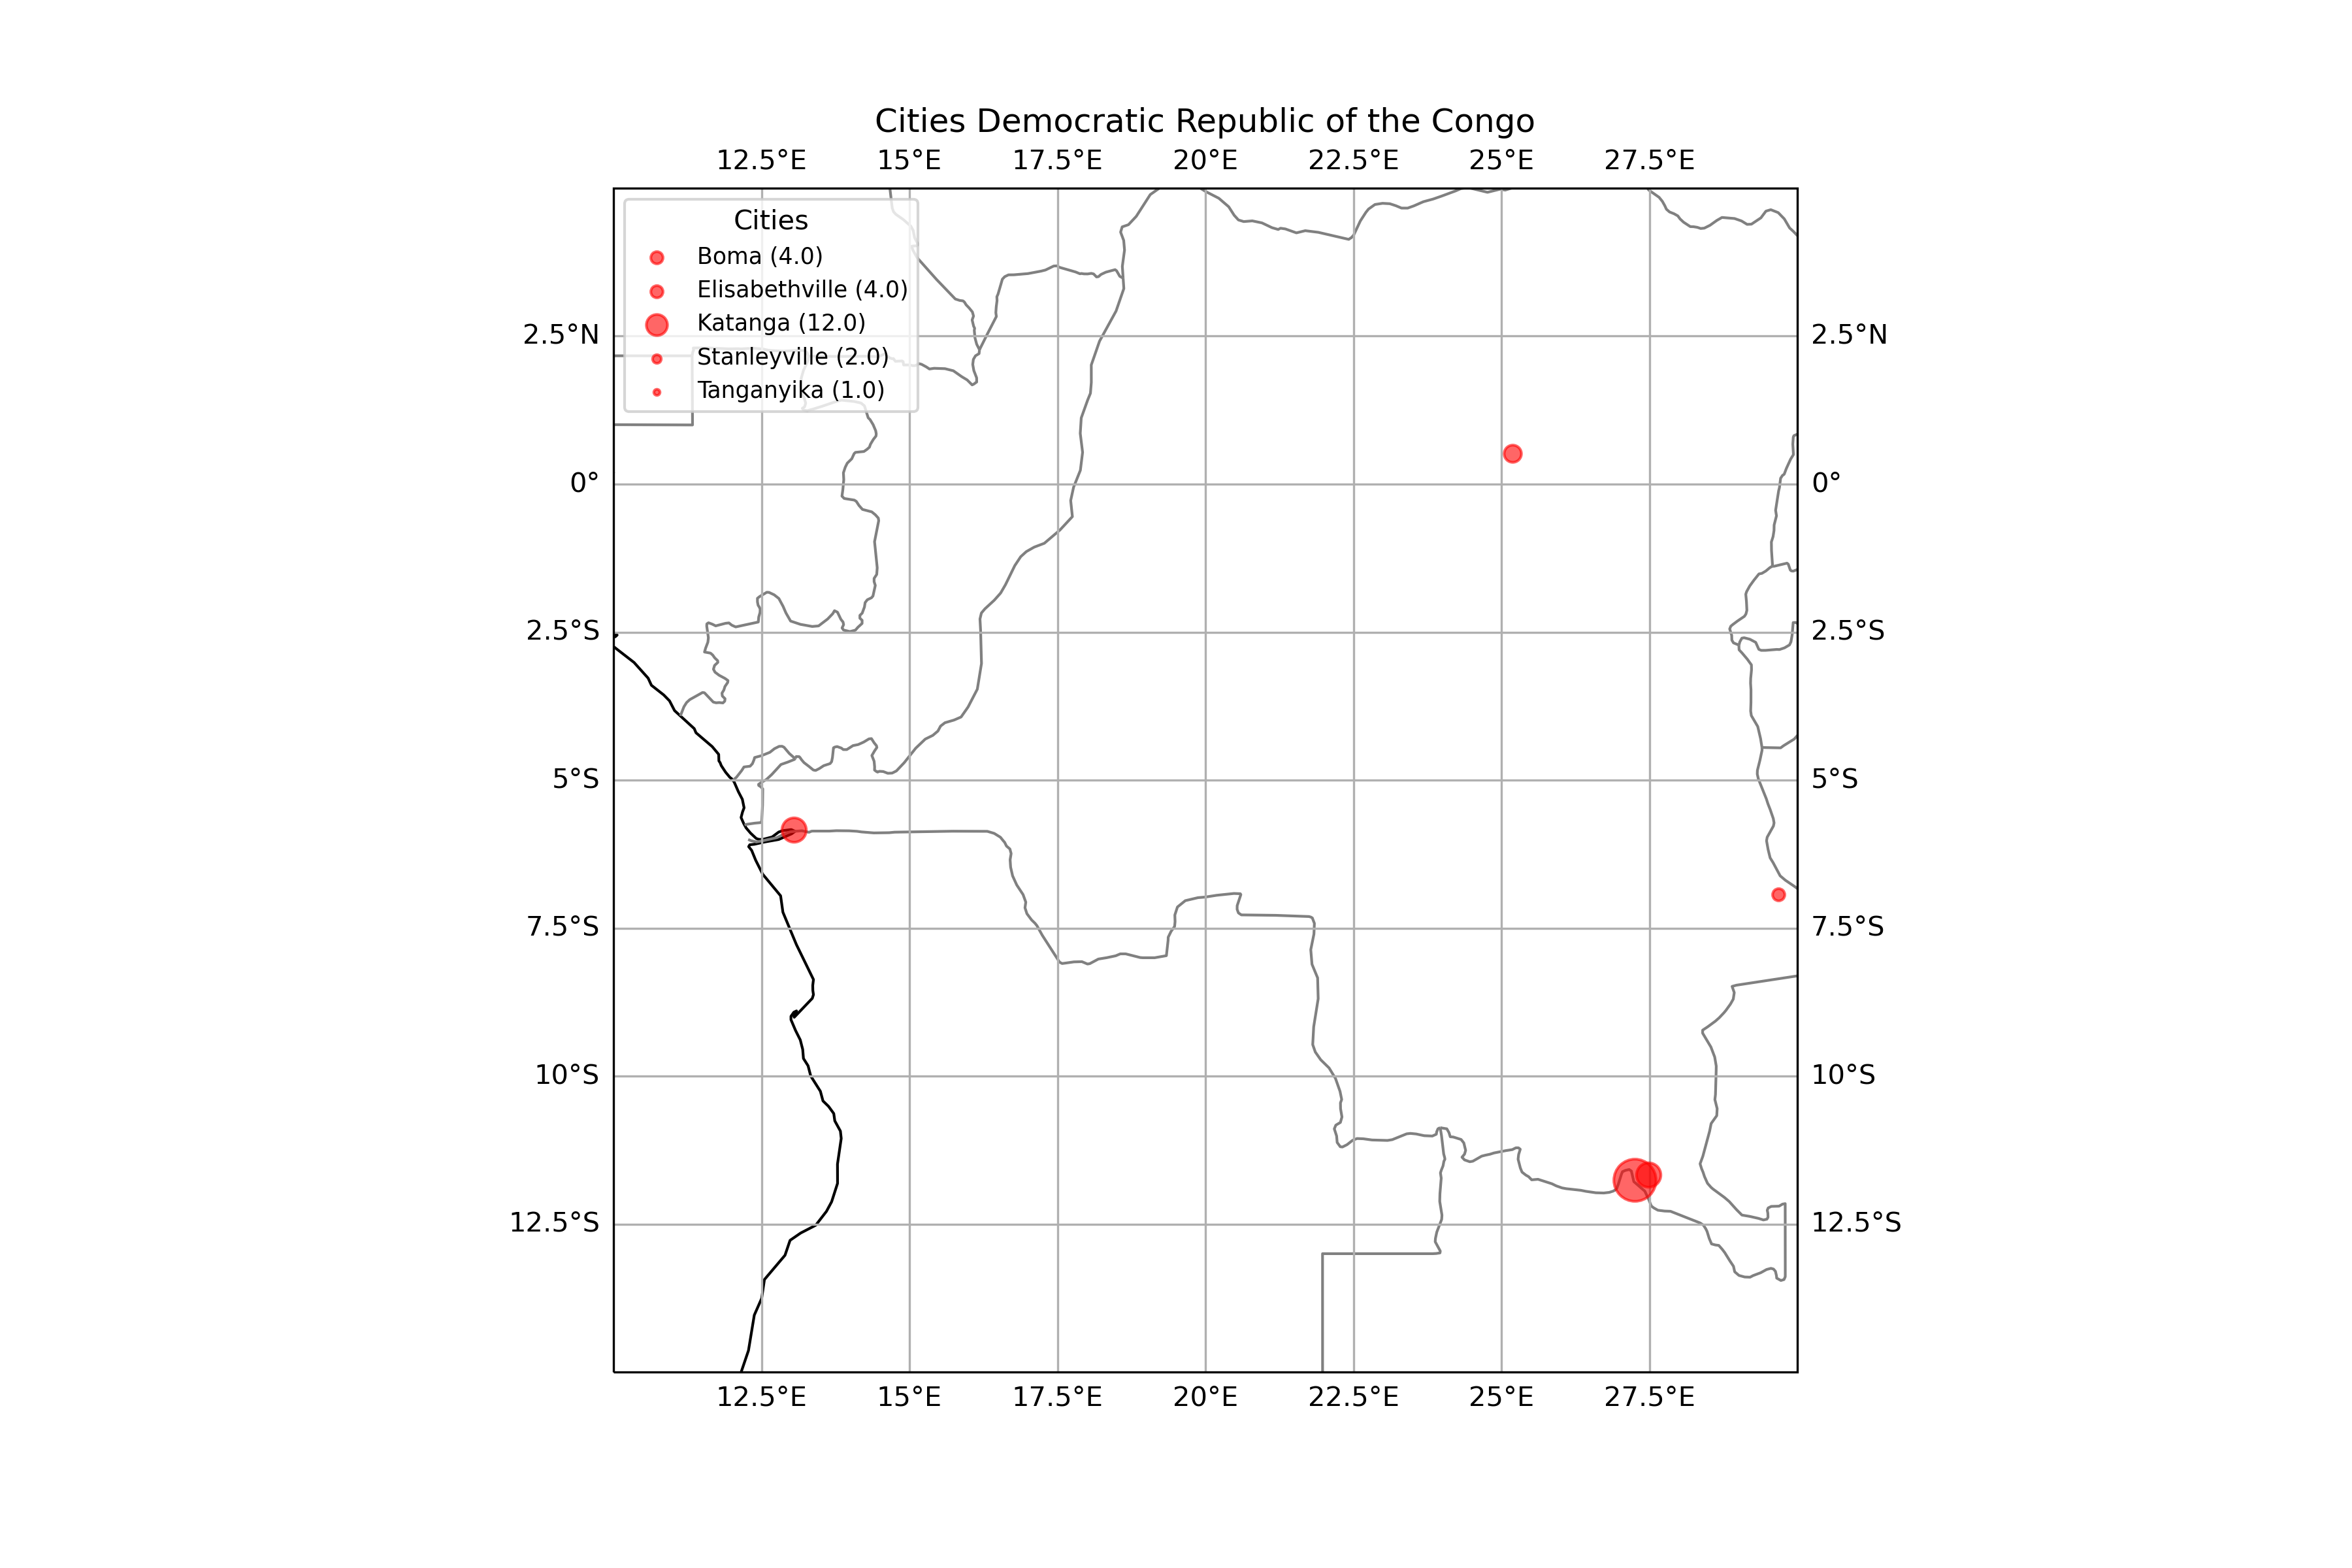 Cities Democratic Republic of the Congo
12.5°E 15°E 17.5°E 20°E 22.5°E 25°E 27.5°E
Cities
Boma (4.0)
Elisabethville (4.0)
Katanga (12.0)
Stanleyville (2.0)
Tanganyika (1.0)
2.5°N 2.5°N
0° 0°
2.5°S 2.5°S
5°S 5°S
7.5°S 7.5°S
10°S 10°S
12.5°S 12.5°S
12.5°E 15°E 17.5°E 20°E 22.5°E 25°E 27.5°E